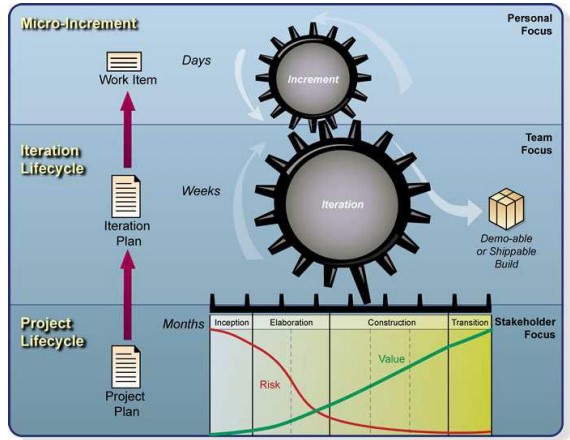 Micro-Increment
Personal
Focus
Days
Work Item
Increment
Iteration
Lifecycle
Team
Focus
Weeks
Iteration
Plan
Iteration
Demo-able
or Shippable
Build
Project
Lifecycle
Months
Inception
Elaboration
Construction
Transition
Stakeholder
Focus
Value
Risk
Project
Plan